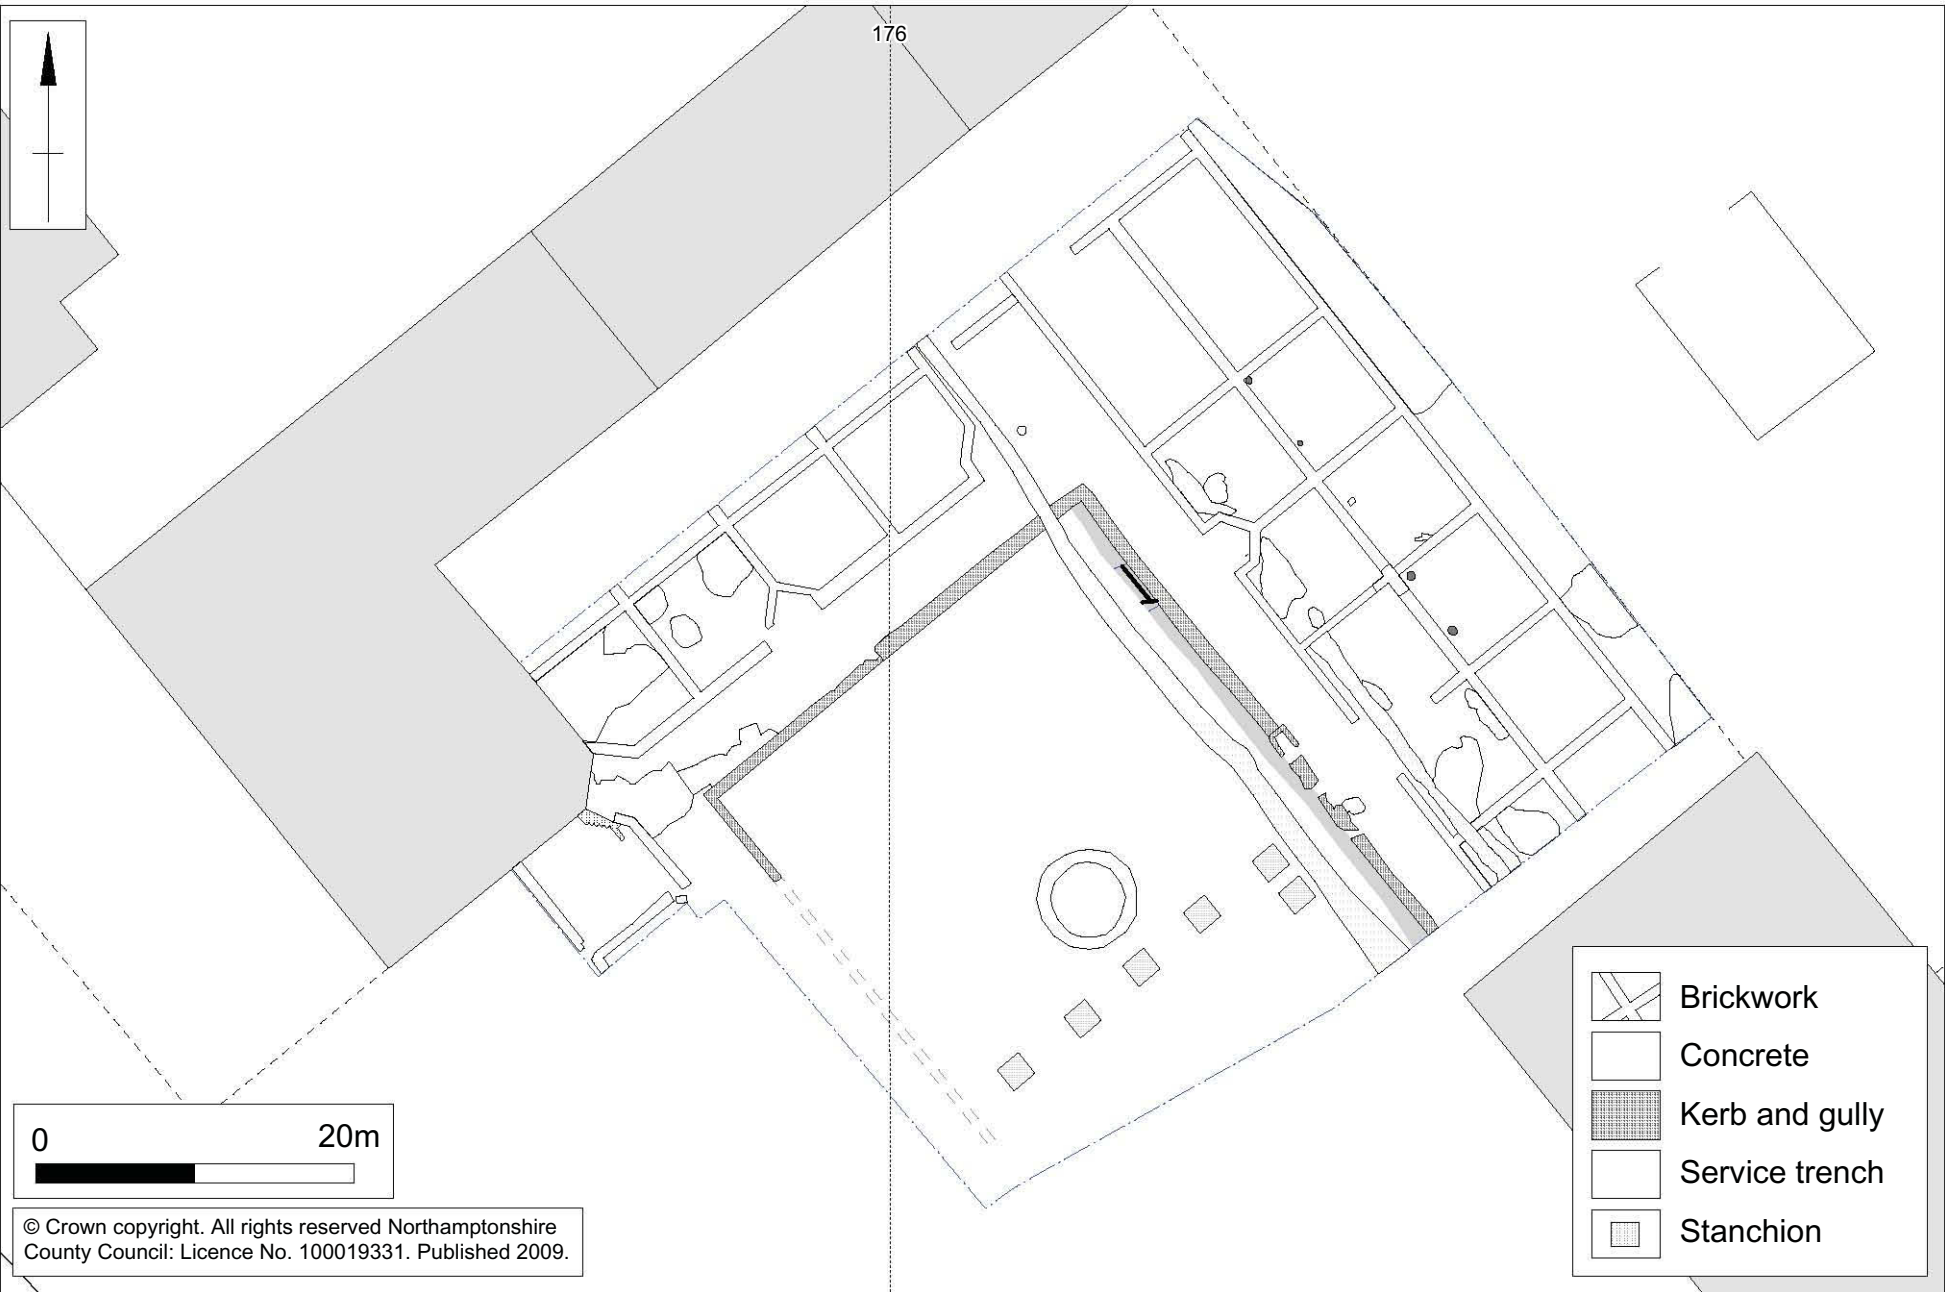 176
0 20m
© Crown copyright. All rights reserved Northamptonshire
County Council: Licence No. 100019331. Published 2009.
Brickwork
Concrete
Kerb and gully
Service trench
Stanchion